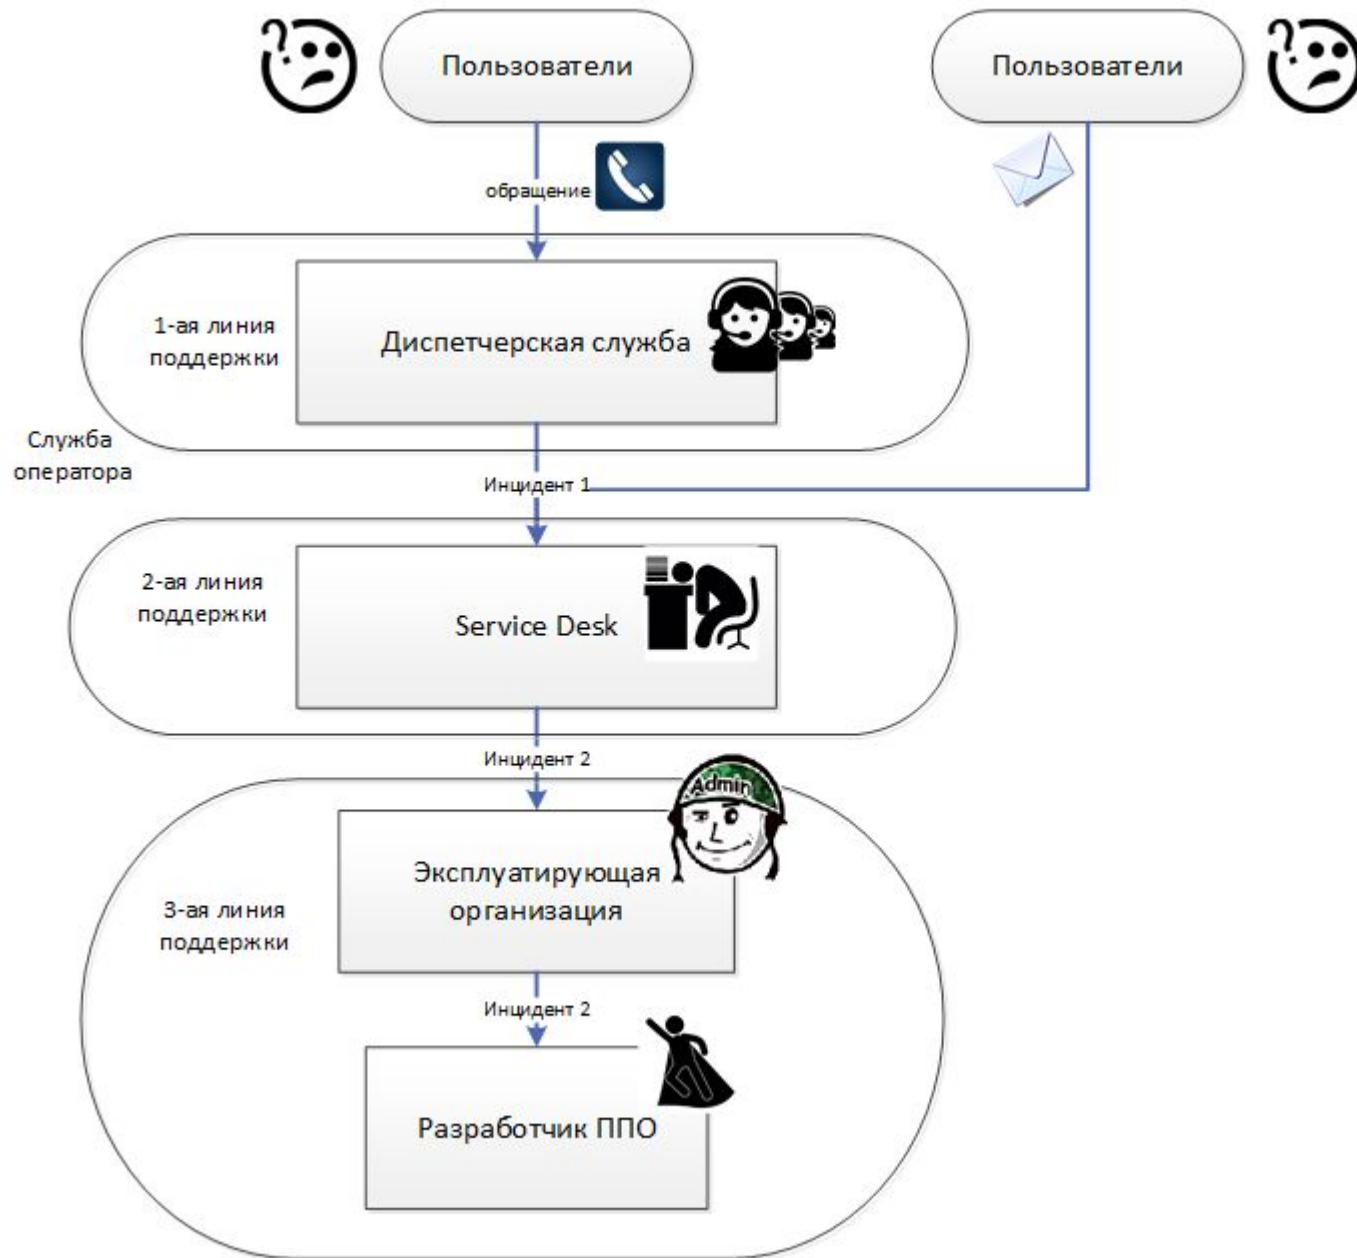 Пользователи
Пользователи
обращение
1-ая линия
поддержки
Диспетчерская служба
Служба
оператора
Инцидент 1
2-ая линия
поддержки
Service Desk
Инцидент 2
Admin
Эксплуатирующая
организация
3-ая линия
поддержки
Инцидент 2
Разработчик ППО